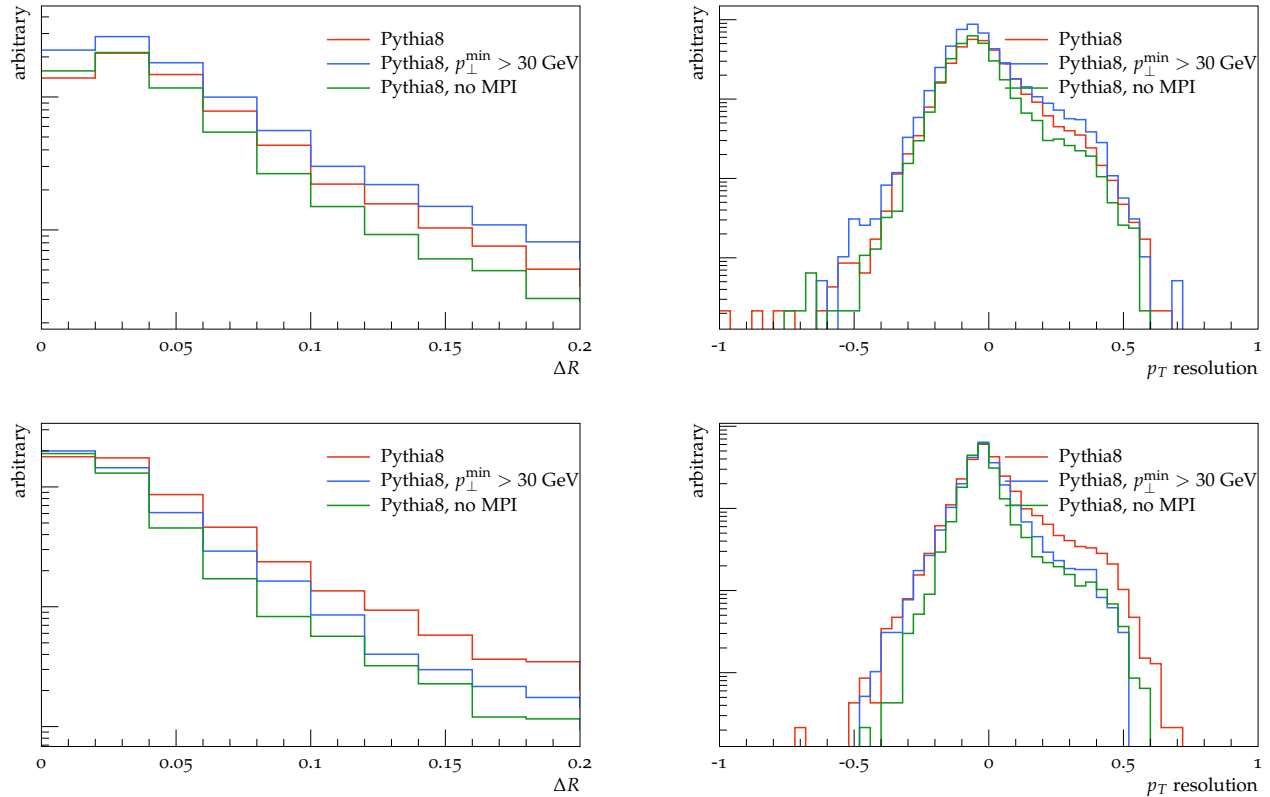 arbitrary
Pythia8
Pythia8, p⊥^min > 30 GeV
Pythia8, no MPI
0 0.05 0.1 0.15 0.2
ΔR
arbitrary
Pythia8
Pythia8, p⊥^min > 30 GeV
Pythia8, no MPI
-1 -0.5 0 0.5 1
p_T resolution
arbitrary
Pythia8
Pythia8, p⊥^min > 30 GeV
Pythia8, no MPI
0 0.05 0.1 0.15 0.2
ΔR
arbitrary
Pythia8
Pythia8, p⊥^min > 30 GeV
Pythia8, no MPI
-1 -0.5 0 0.5 1
p_T resolution